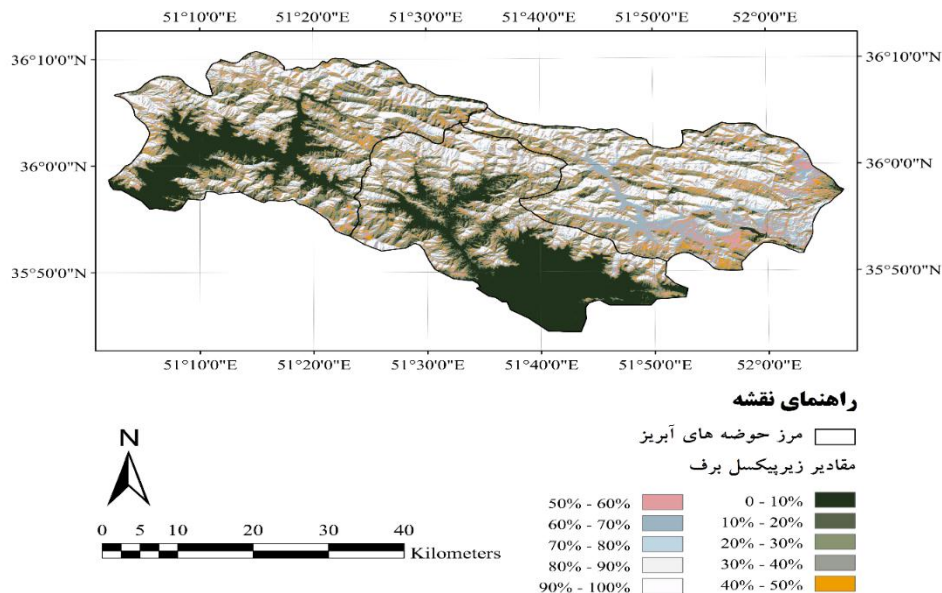 51°10'0"E 51°20'0"E 51°30'0"E 51°40'0"E 51°50'0"E 52°0'0"E
36°10'0"N 36°10'0"N
36°0'0"N 36°0'0"N
35°50'0"N 35°50'0"N
51°10'0"E 51°20'0"E 51°30'0"E 51°40'0"E 51°50'0"E 52°0'0"E
راهنمای نقشه
مرز حوضه های آبریز
مقادیر زیرپیکسل برف
0 - 10%
10% - 20%
20% - 30%
30% - 40%
40% - 50%
50% - 60%
60% - 70%
70% - 80%
80% - 90%
90% - 100%
N
0 5 10 20 30 40
Kilometers